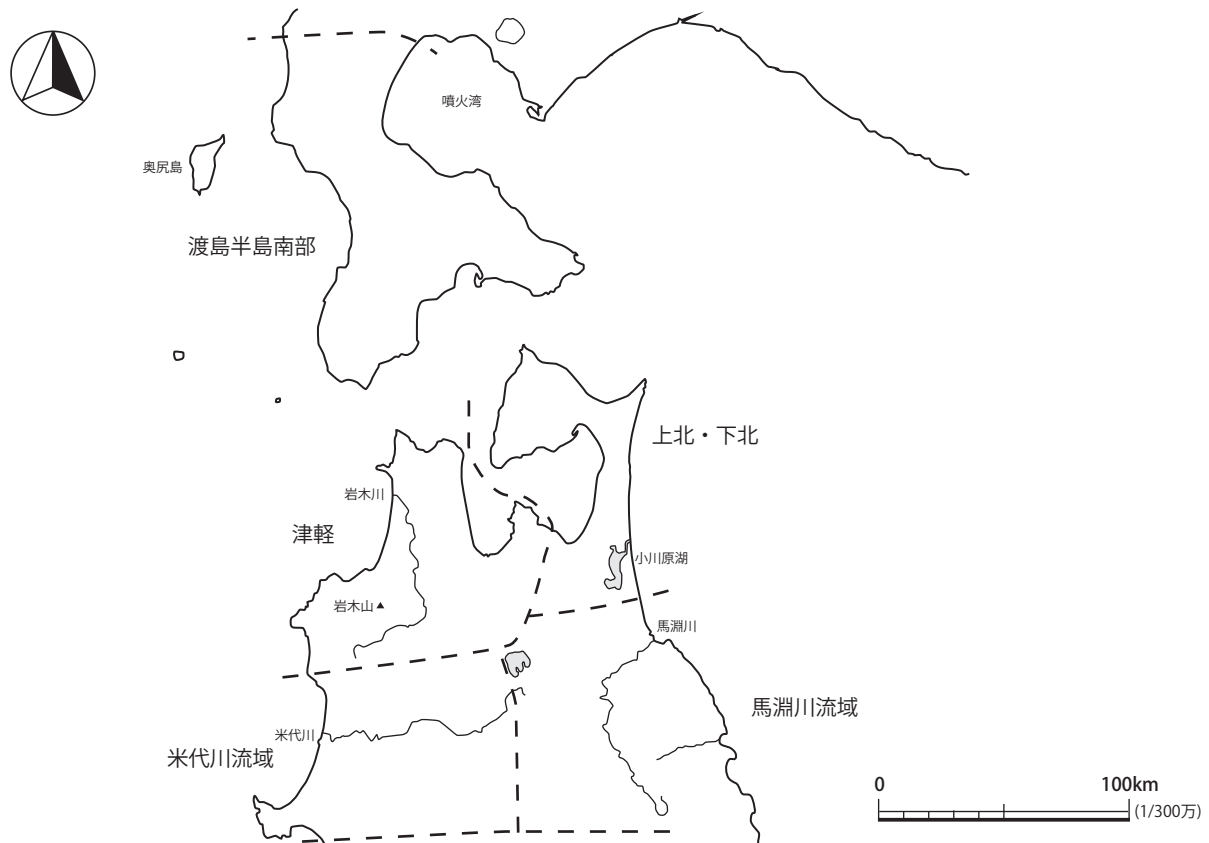 噴火湾
奥尻島
渡島半島南部
上北・下北
岩木川
津軽
小川原湖
岩木山
馬淵川
馬淵川流域
米代川
米代川流域
0
100km
(1/300万)